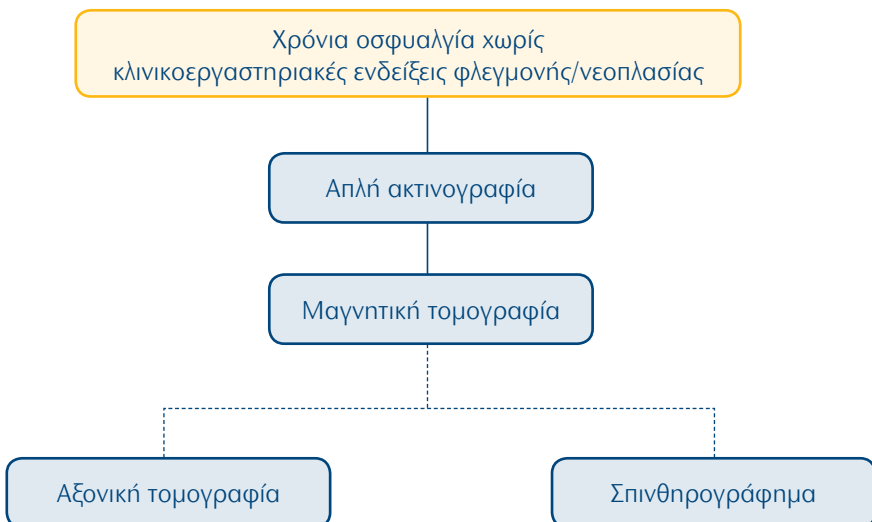 Χρόνια οσφυαλγία χωρίς
κλινικοεργαστηριακές ενδείξεις φλεγμονής/νεοπλασίας
Απλή ακτινογραφία
Μαγνητική τομογραφία
Αξονική τομογραφία
Σπινθηρογράφημα